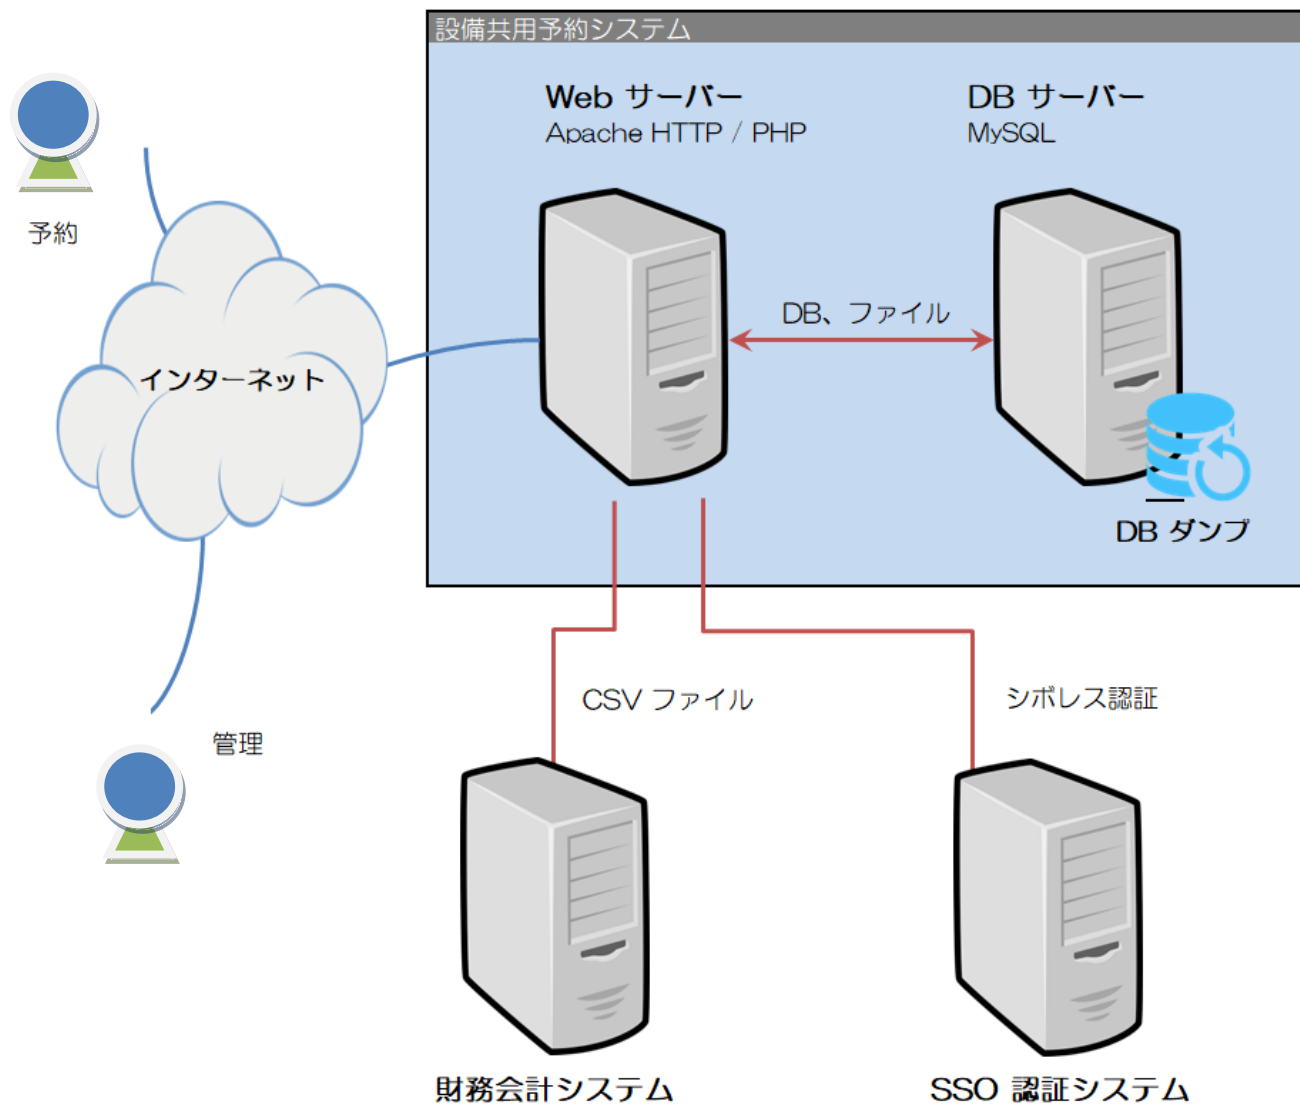 設備共用予約システム
Web サーバー
Apache HTTP / PHP
DB サーバー
MySQL
予約
DB、ファイル
インターネット
DB ダンプ
CSV ファイル
シボレス認証
管理
財務会計システム
SSO 認証システム